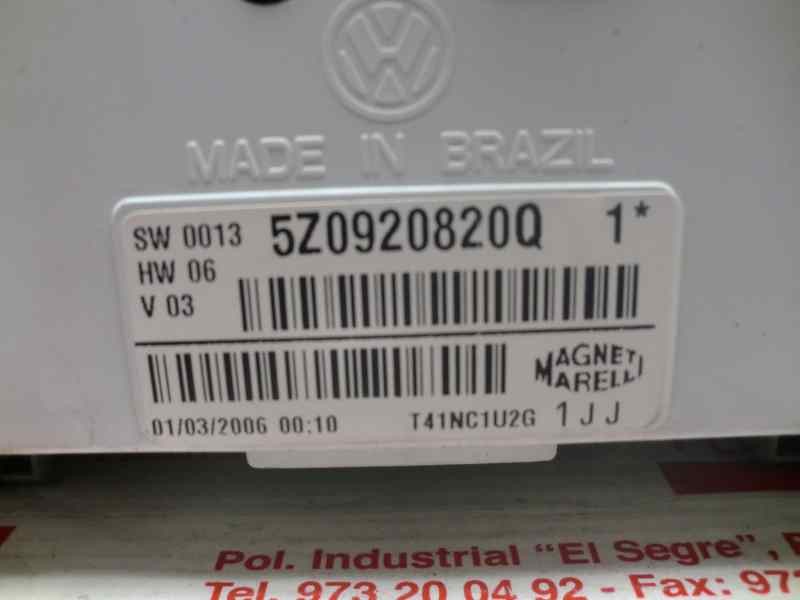 MADE IN BRAZIL
SW 0013 5Z0920820Q 1*
HW 06
V 03
MAGNETI
MARELLI
01/03/2006 00:10 T41NC1U2G 1JJ
Pol. Industrial "El Segre",
Tel. 973 20 04 92 - Fax: 97